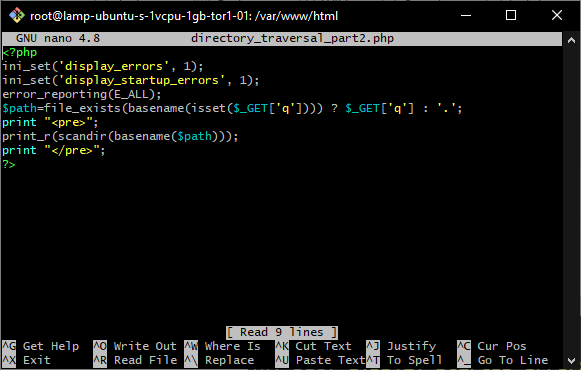 root@lamp-ubuntu-s-1vcpu-1gb-tor1-01: /var/www/html
GNU nano 4.8 directory_traversal_part2.php
<?php
ini_set('display_errors', 1);
ini_set('display_startup_errors', 1);
error_reporting(E_ALL);
$path=file_exists(basename(isset($_GET['q']))) ? $_GET['q'] : '.';
print "<pre>";
print_r(scandir(basename($path)));
print "</pre>";
?>
[ Read 9 lines ]
^G Get Help ^O Write Out ^W Where Is ^K Cut Text ^J Justify ^C Cur Pos
^X Exit ^R Read File ^\ Replace ^U Paste Text ^T To Spell ^_ Go To Line